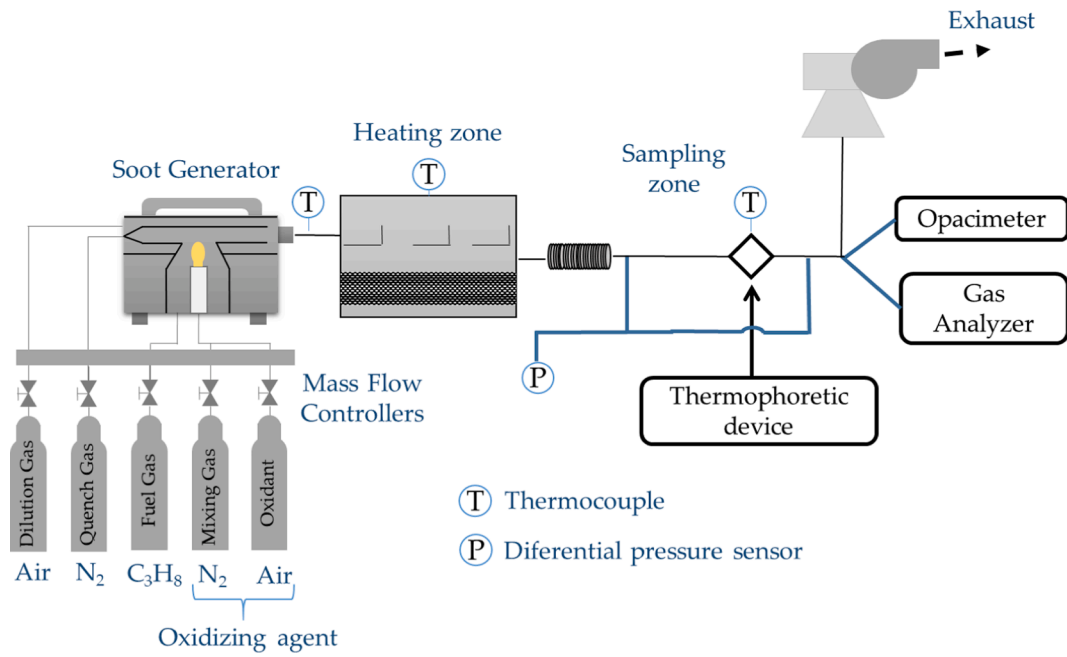 Exhaust
Heating zone
Soot Generator
Sampling
zone
T
T
T
Opacimeter
Gas
Analyzer
P
Mass Flow
Controllers
Thermophoretic
device
Dilution Gas
Quench Gas
Fuel Gas
Mixing Gas
Oxidant
T Thermocouple
P Diferential pressure sensor
Air
N2
C3H8
N2
Air
Oxidizing agent